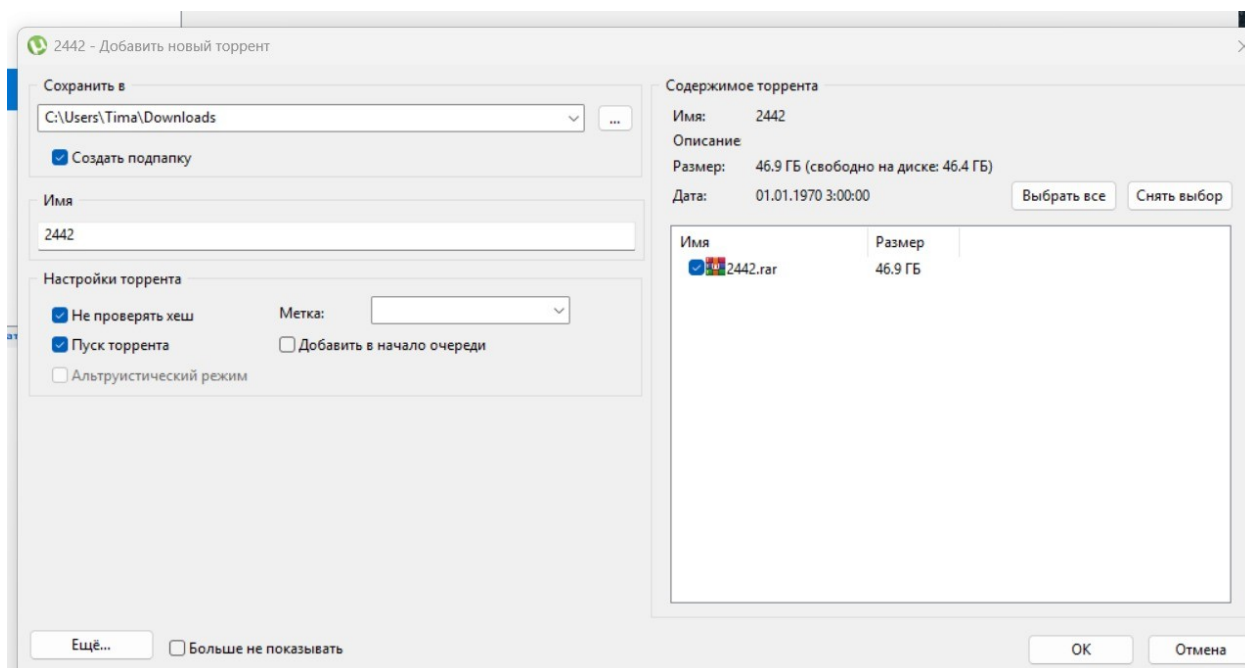 2442 - Добавить новый торрент
Сохранить в
C:\Users\Tima\Downloads
...
Создать подпапку
Имя
2442
Настройки торрента
Не проверять хеш
Метка:
Пуск торрента
Добавить в начало очереди
Альтруистический режим
Содержимое торрента
Имя: 2442
Описание
Размер: 46.9 ГБ (свободно на диске: 46.4 ГБ)
Дата: 01.01.1970 3:00:00
Выбрать все
Снять выбор
Имя Размер
2442.rar 46.9 ГБ
Ещё...
Больше не показывать
ОК
Отмена